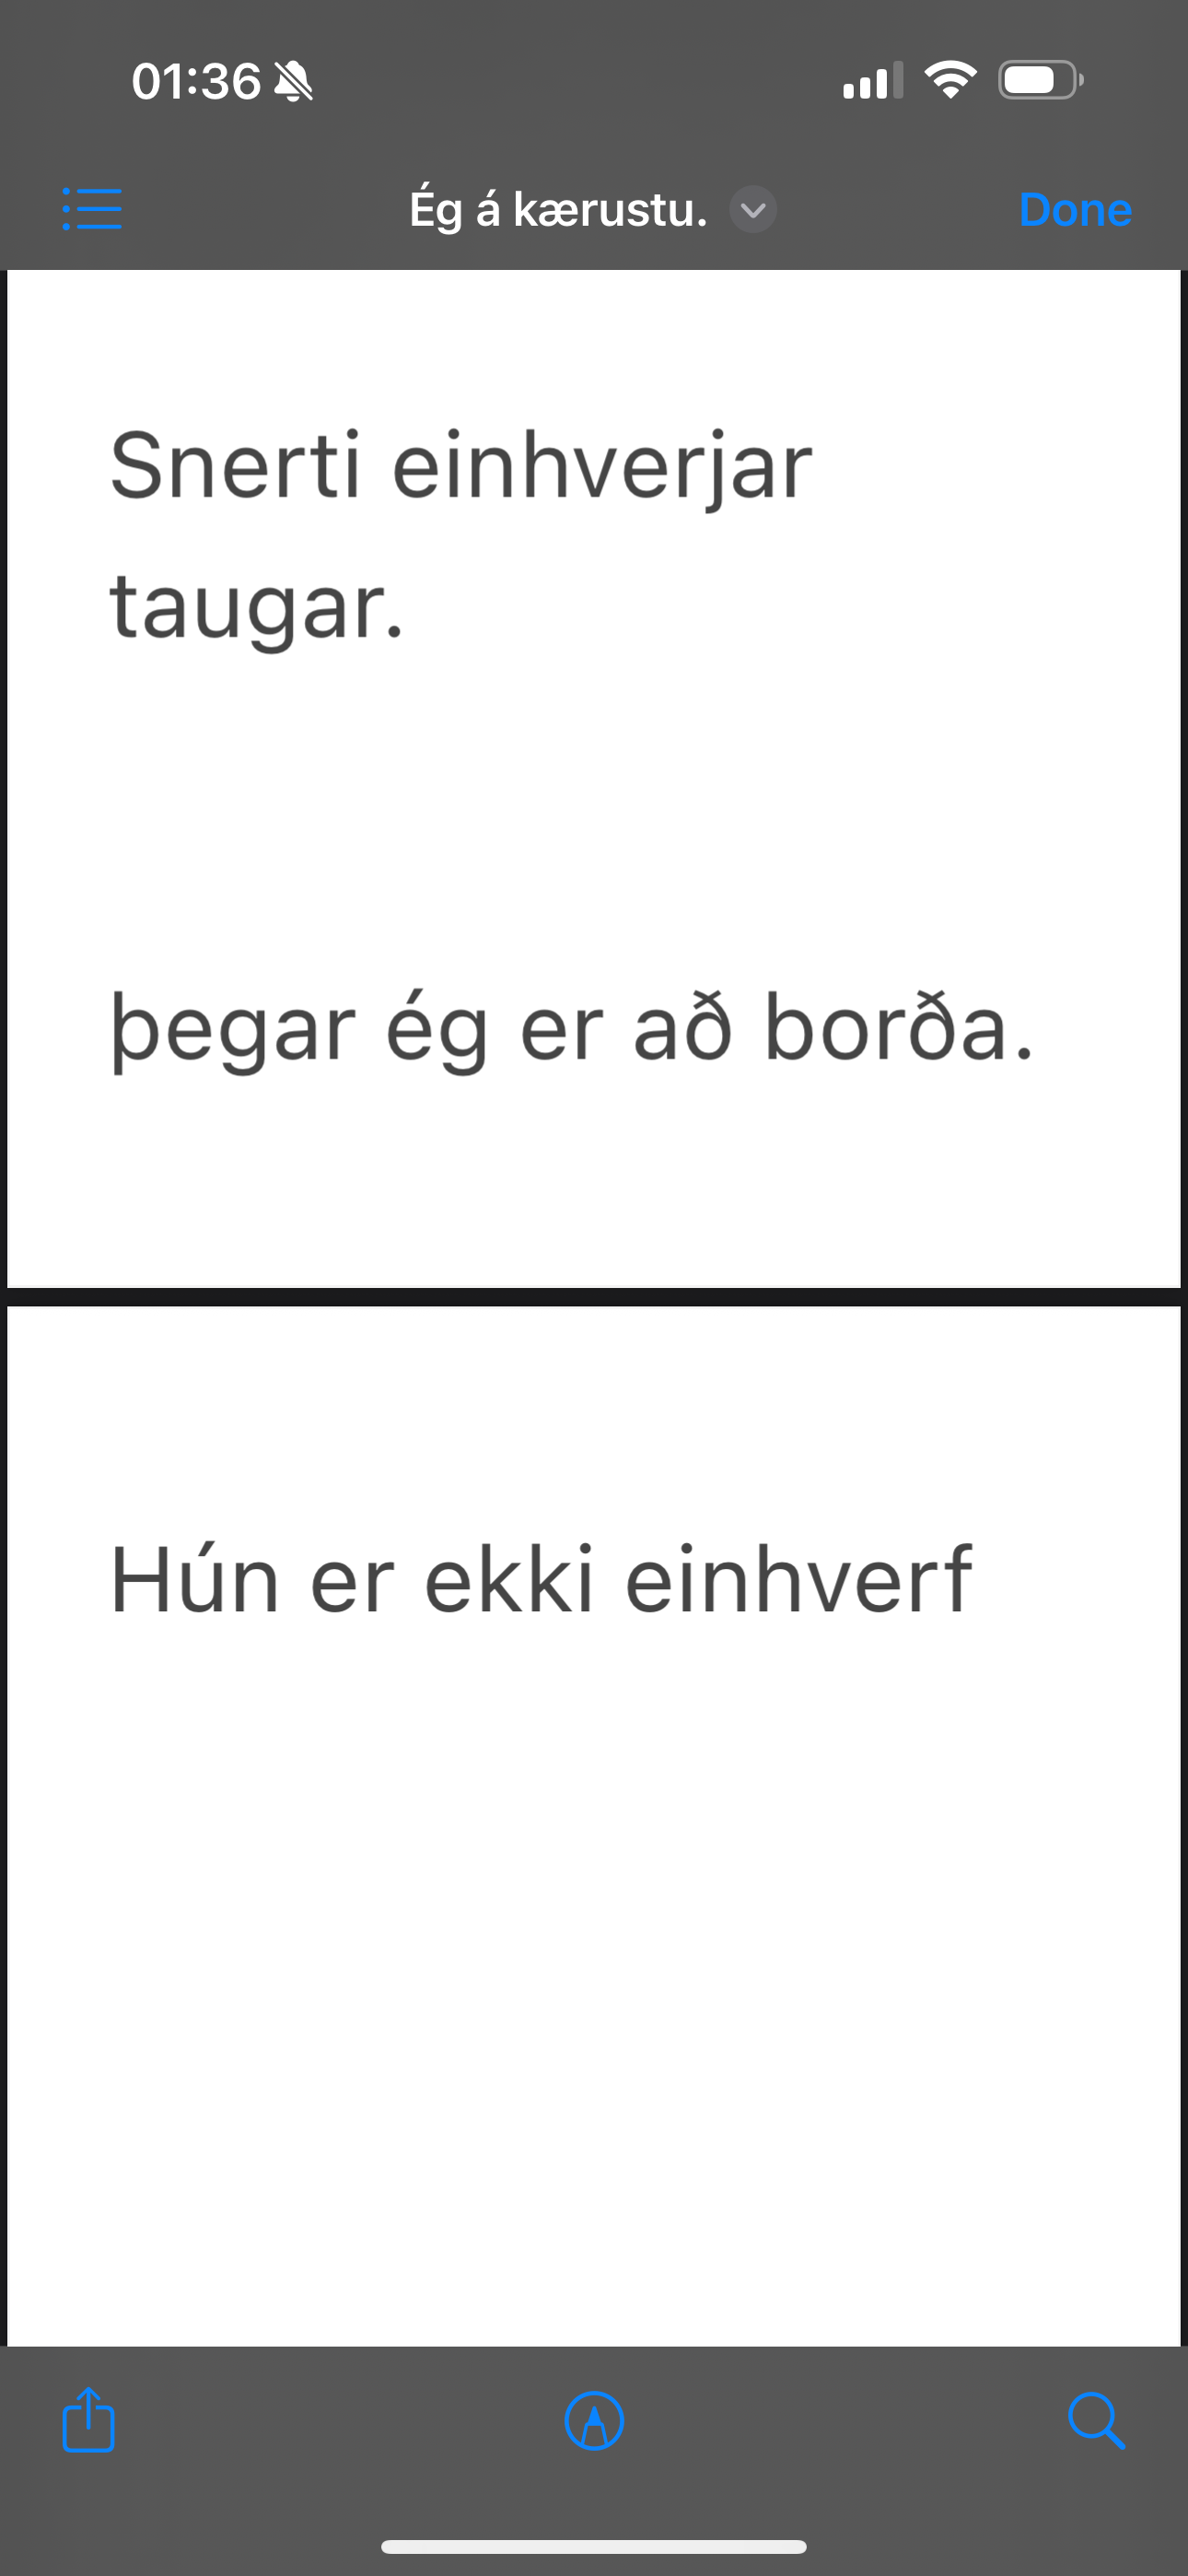 01:36
Ég á kærustu.
Done
Snerti einhverjar
taugar.
þegar ég er að borða.
Hún er ekki einhverf